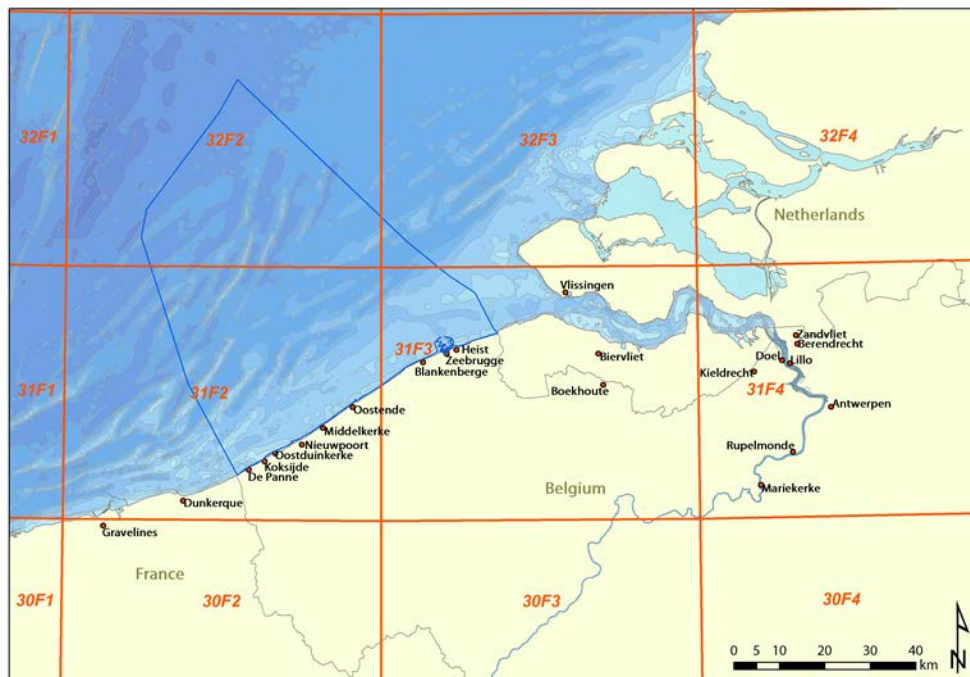 32F1
32F2
32F3
32F4
Netherlands
Vlissingen
31F3
Heist
Zeebrugge
Blankenberge
Zandvliet
Berendrecht
Doel
Lillo
Biervliet
Kieldrecht
31F1
31F2
31F4
Boekhoute
Oostende
Antwerpen
Middelkerke
Nieuwpoort
Oostduinkerke
Koksijde
De Panne
Rupelmonde
Belgium
Mariekerke
Dunkerque
Gravelines
France
30F1
30F2
30F3
30F4
N
0 5 10 20 30 40
km